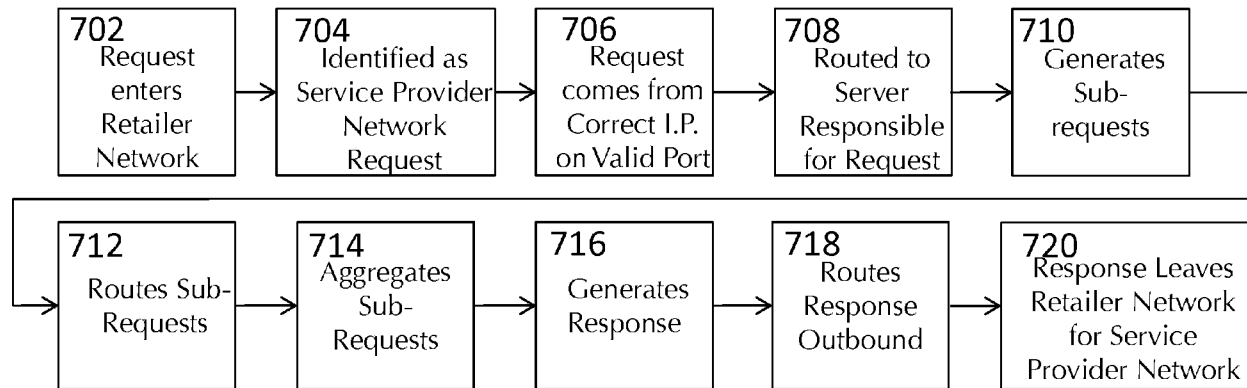 702
Request
enters
Retailer
Network
704
Identified as
Service Provider
Network
Request
706
Request
comes from
Correct I.P.
on Valid Port
708
Routed to
Server
Responsible
for Request
710
Generates
Sub-
requests
712
Routes Sub-
Requests
714
Aggregates
Sub-
Requests
716
Generates
Response
718
Routes
Response
Outbound
720
Response Leaves
Retailer Network
for Service
Provider Network